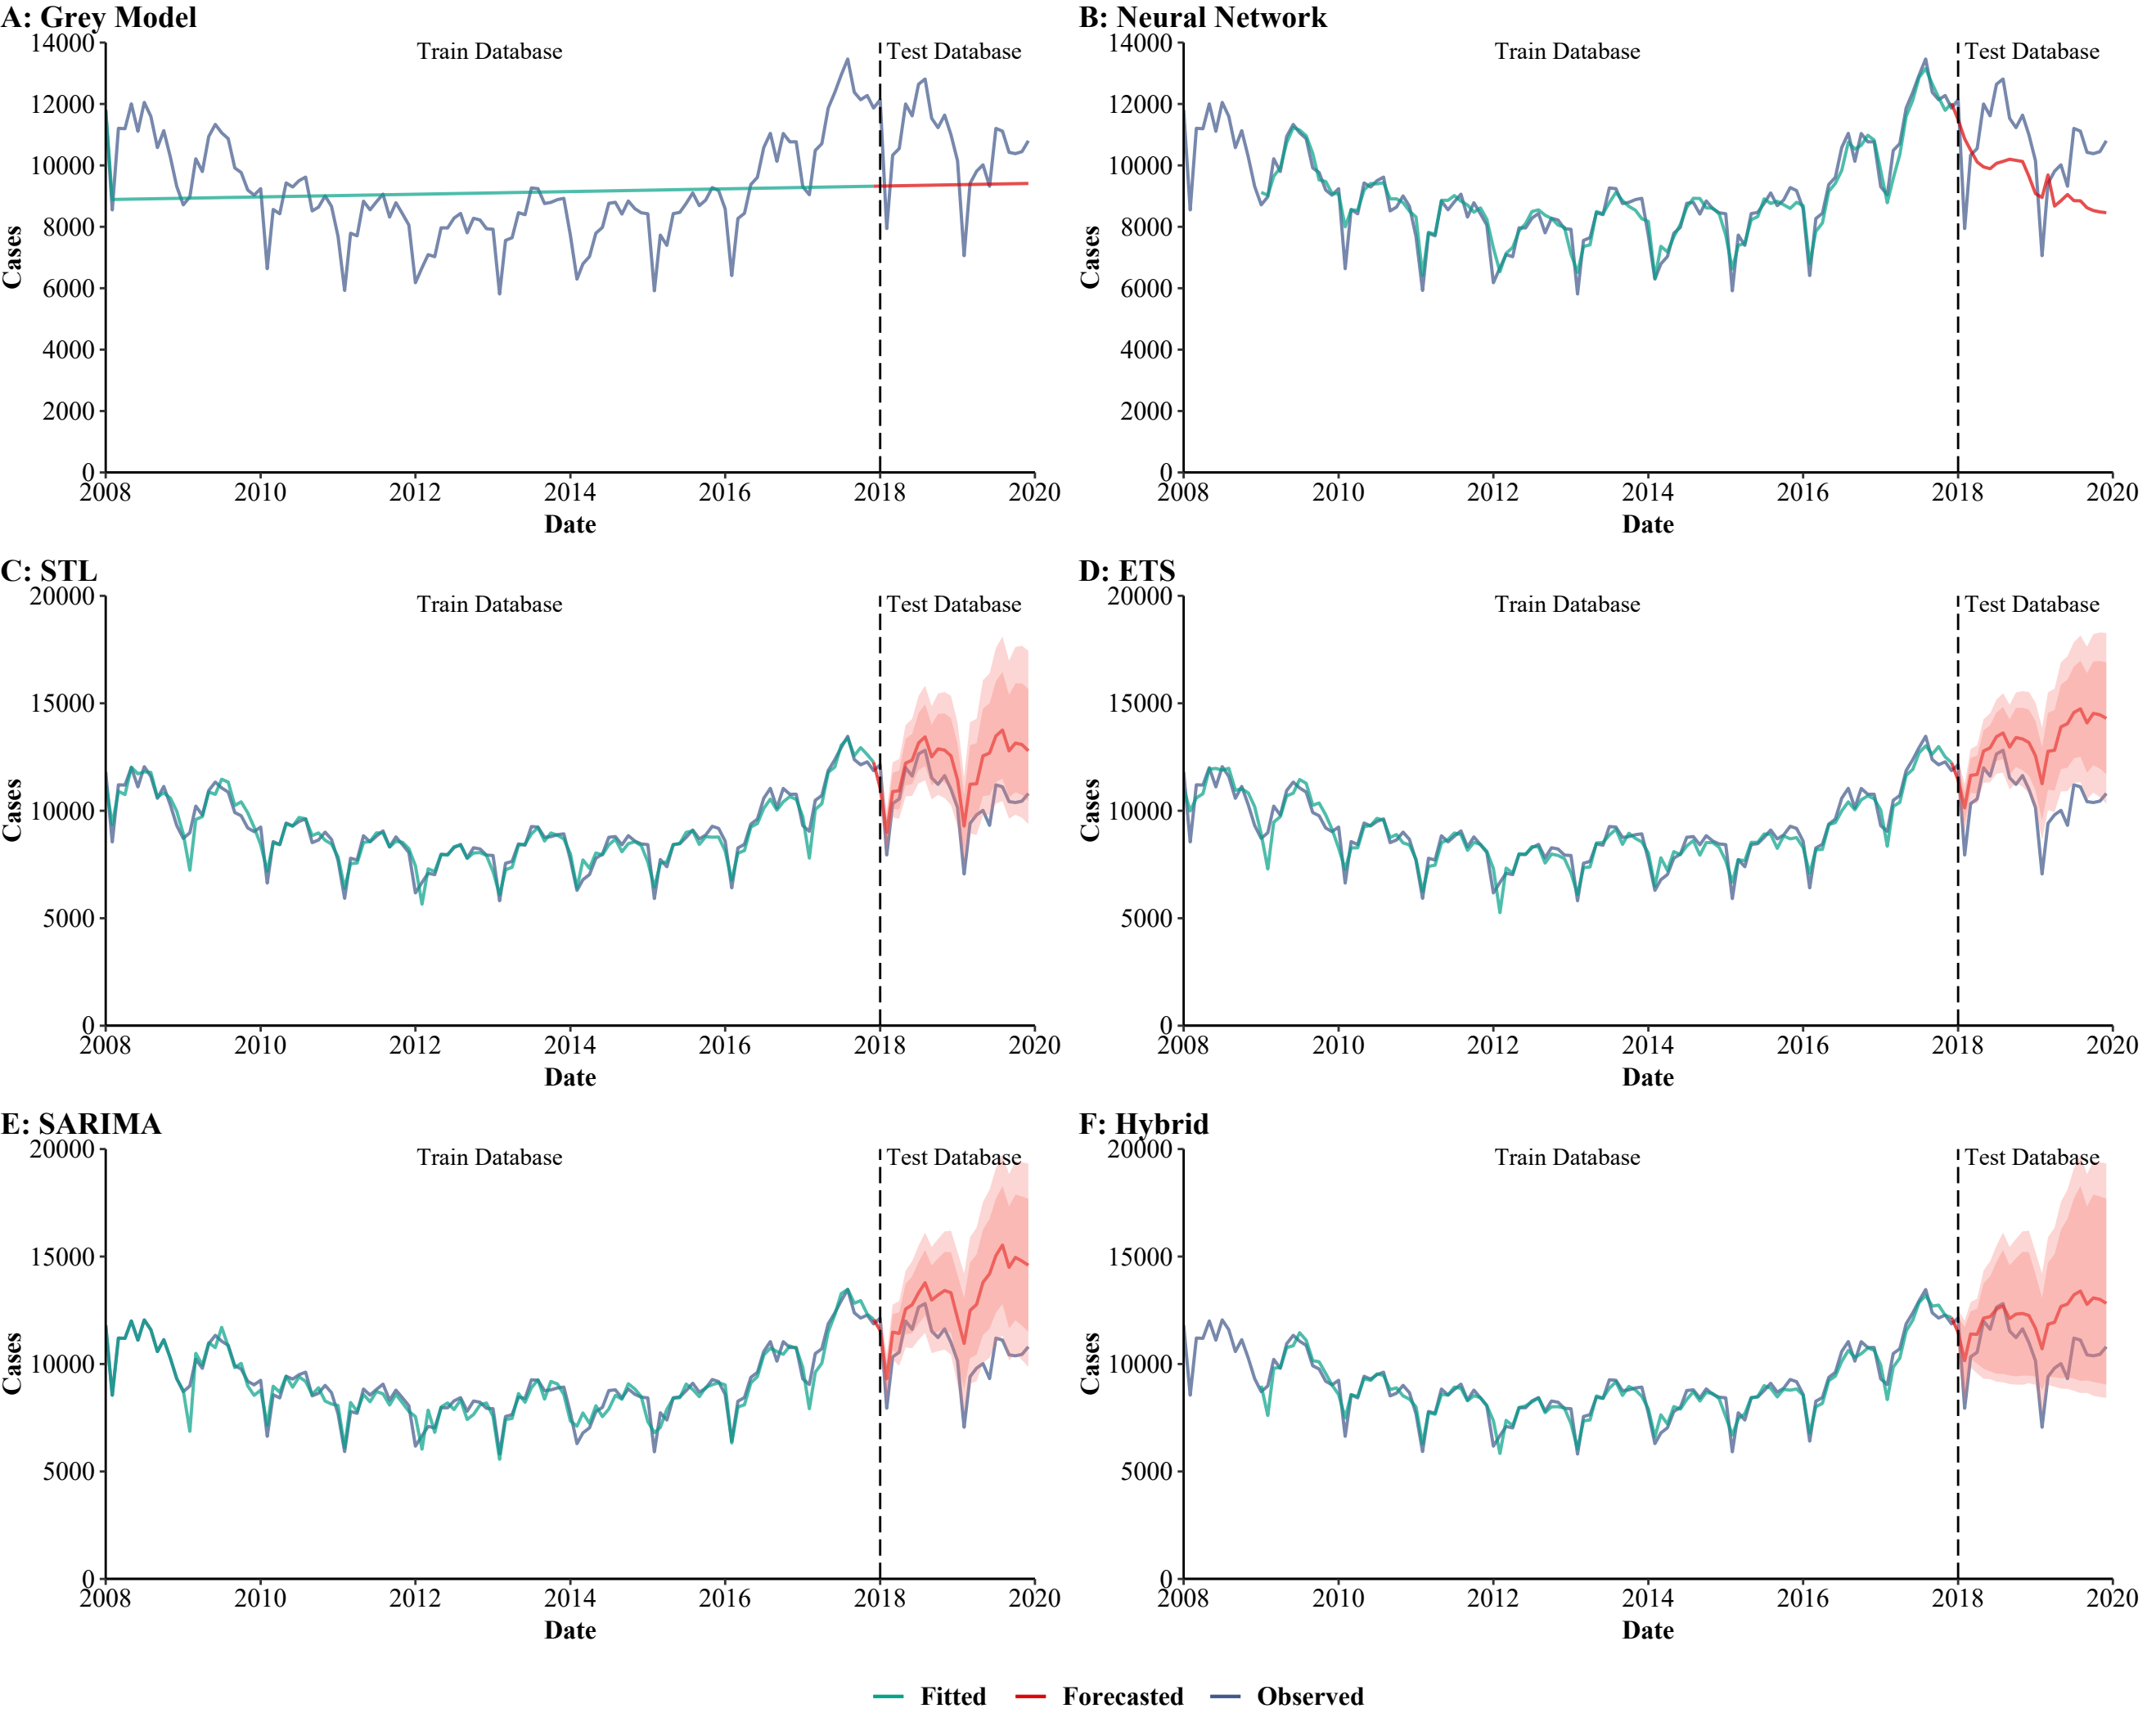 A: Grey Model
Train Database
Test Database
14000
12000
10000
8000
6000
4000
2000
0
Cases
2008 2010 2012 2014 2016 2018 2020
Date
B: Neural Network
Train Database
Test Database
14000
12000
10000
8000
6000
4000
2000
0
Cases
2008 2010 2012 2014 2016 2018 2020
Date
C: STL
Train Database
Test Database
20000
15000
10000
5000
0
Cases
2008 2010 2012 2014 2016 2018 2020
Date
D: ETS
Train Database
Test Database
20000
15000
10000
5000
0
Cases
2008 2010 2012 2014 2016 2018 2020
Date
E: SARIMA
Train Database
Test Database
20000
15000
10000
5000
0
Cases
2008 2010 2012 2014 2016 2018 2020
Date
F: Hybrid
Train Database
Test Database
20000
15000
10000
5000
0
Cases
2008 2010 2012 2014 2016 2018 2020
Date
Fitted Forecasted Observed